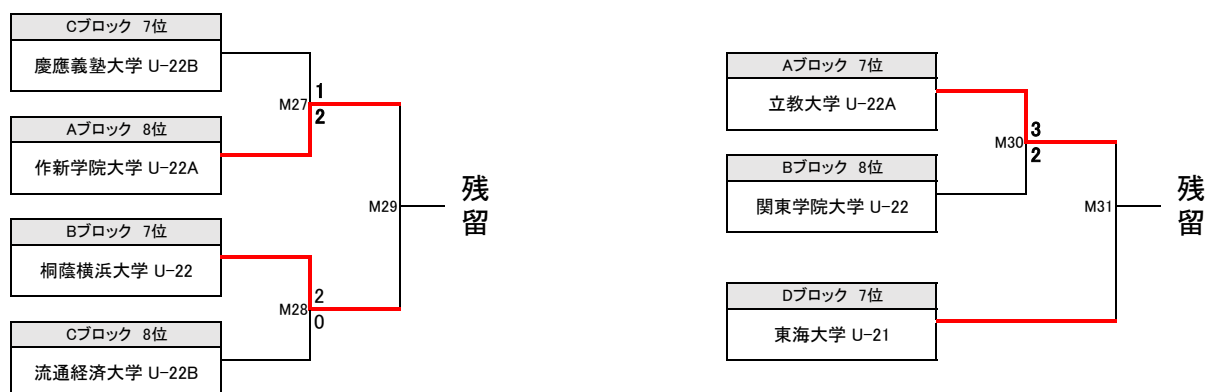 Cブロック 7位
慶應義塾大学 U-22B
M27
1
2
Aブロック 8位
作新学院大学 U-22A
M29
残留
Bブロック 7位
桐蔭横浜大学 U-22
M28
2
0
Cブロック 8位
流通経済大学 U-22B
Aブロック 7位
立教大学 U-22A
M30
3
2
Bブロック 8位
関東学院大学 U-22
M31
残留
Dブロック 7位
東海大学 U-21